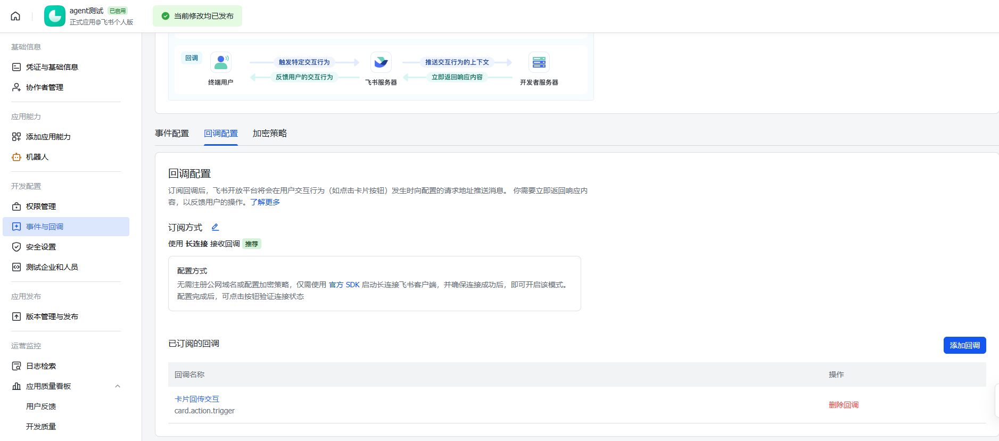 agent测试 已启用
正式应用@飞书个人版
当前修改均已发布
基础信息
凭证与基础信息
协作者管理
应用能力
添加应用能力
机器人
开发配置
权限管理
事件与回调
安全设置
测试企业和人员
应用发布
版本管理与发布
运营监控
日志检索
应用质量看板
用户反馈
开发质量
回调
触发特定交互行为
推送交互行为的上下文
反馈用户的交互行为
立即返回响应内容
终端用户
飞书服务器
开发者服务器
事件配置 回调配置 加密策略
回调配置
订阅回调后，飞书开放平台将会在用户交互行为（如点击卡片按钮）发生时向配置的请求地址推送消息。 你需要立即返回响应内
容，以反馈用户的操作。了解更多
订阅方式
使用 长连接 接收回调 推荐
配置方式
无需注册公网域名或配置加密策略，仅需使用 官方 SDK 启动长连接飞书客户端，并确保连接成功后，即可开启该模式。
配置完成后，可点击按钮验证连接状态
已订阅的回调
添加回调
回调名称 操作
卡片回传交互
card.action.trigger
删除回调